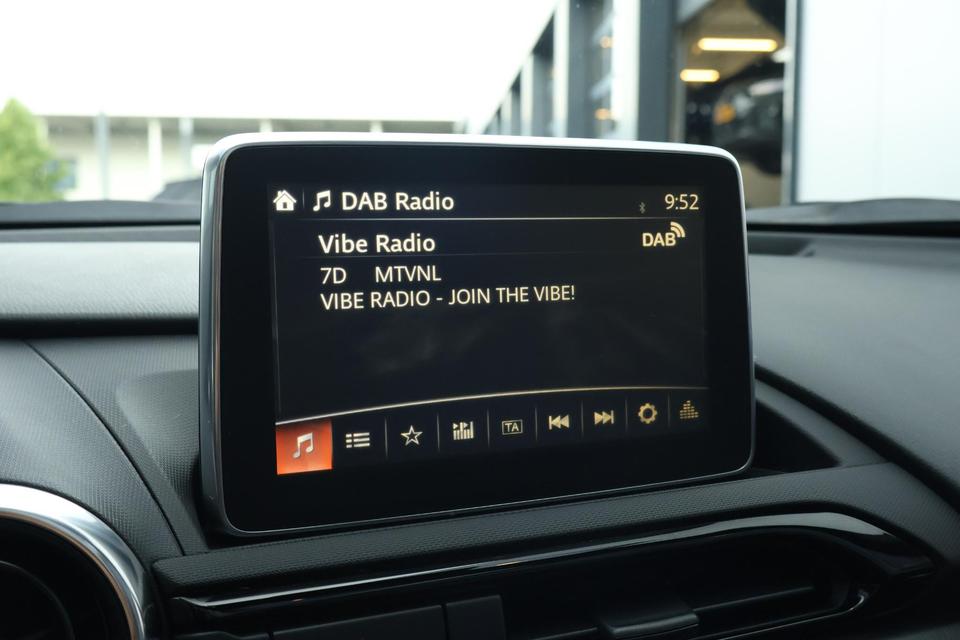 DAB Radio 9:52
Vibe Radio DAB
7D MTVNL
VIBE RADIO - JOIN THE VIBE!
TA